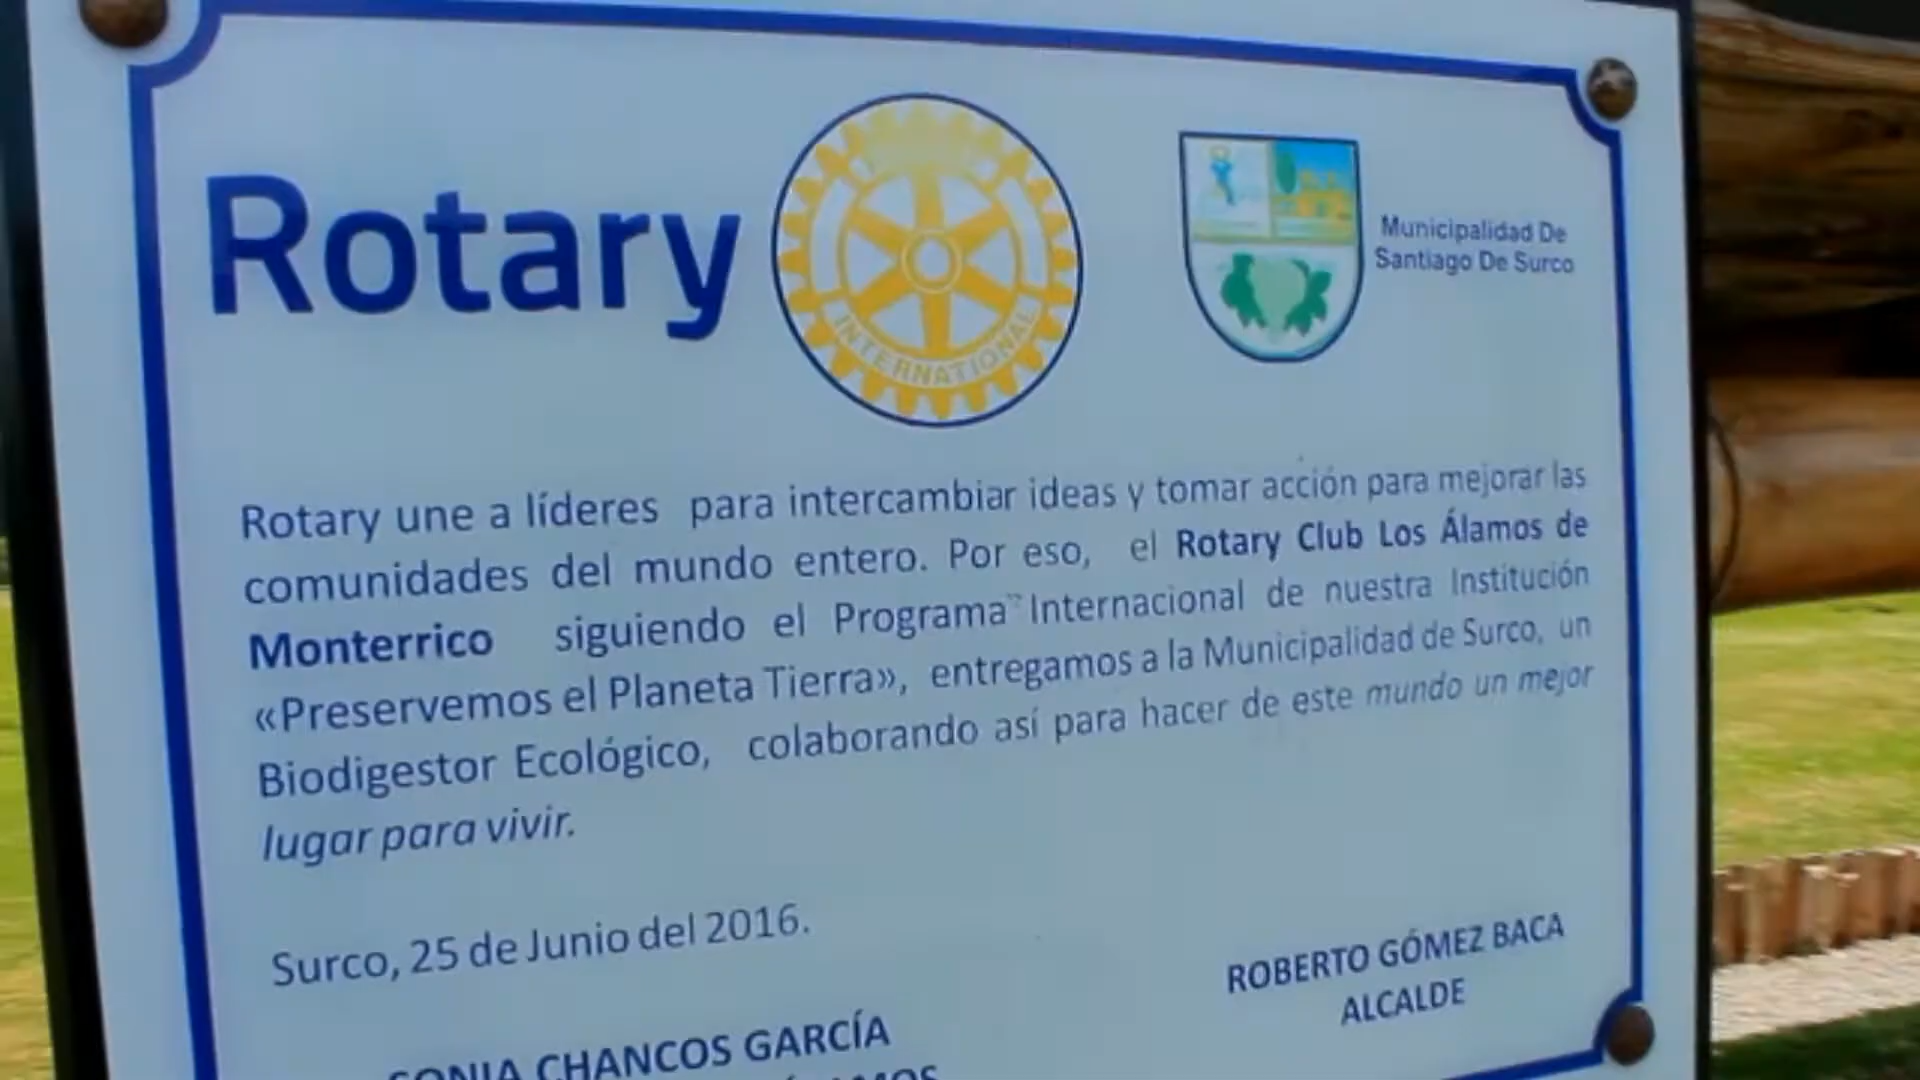 Rotary
INTERNATIONAL
Municipalidad De
Santiago De Surco
Rotary une a líderes para intercambiar ideas y tomar acción para mejorar las
comunidades del mundo entero. Por eso, el Rotary Club Los Álamos de
Monterrico siguiendo el Programa Internacional de nuestra Institución
«Preservemos el Planeta Tierra», entregamos a la Municipalidad de Surco, un
Biodigestor Ecológico, colaborando así para hacer de este mundo un mejor
lugar para vivir.
Surco, 25 de Junio del 2016.
ROBERTO GÓMEZ BACA
ALCALDE
SONIA CHANCOS GARCÍA